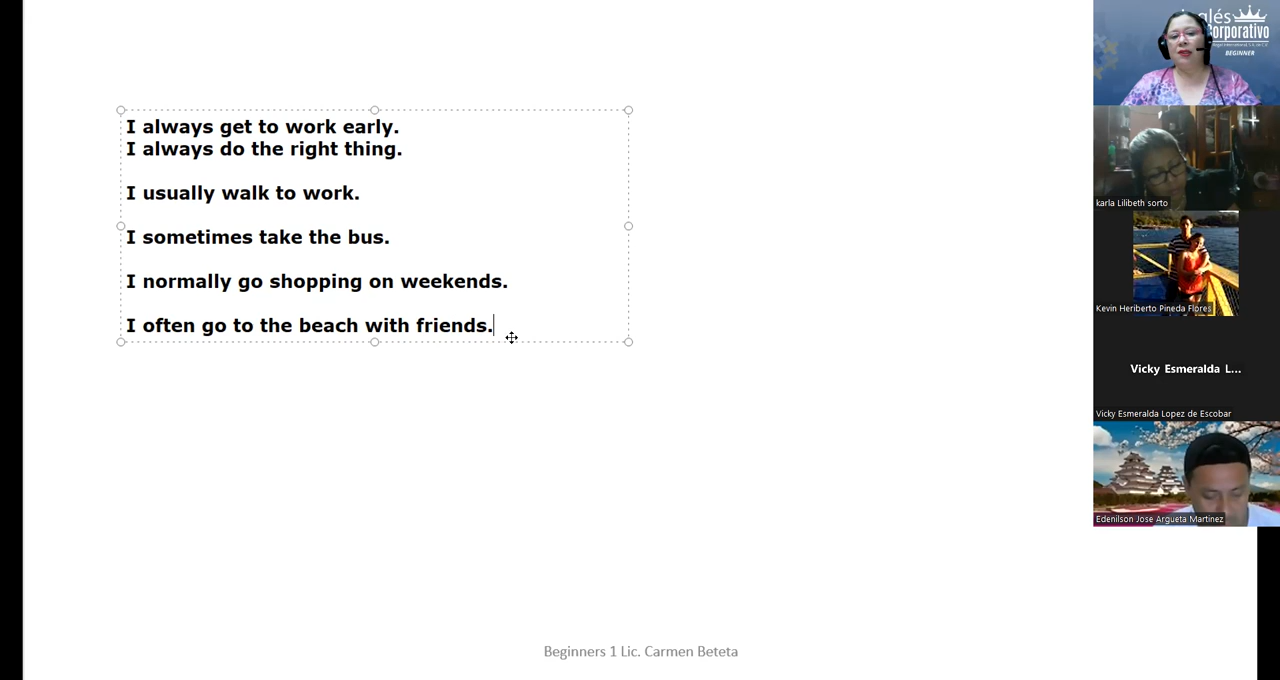 I always get to work early.
I always do the right thing.
I usually walk to work.
I sometimes take the bus.
I normally go shopping on weekends.
I often go to the beach with friends.
Beginners 1 Lic. Carmen Beteta
BEGINNER
karla Lilibeth sorto
Kevin Heriberto Pineda Flores
Vicky Esmeralda L...
Vicky Esmeralda Lopez de Escobar
Edenilson Jose Argueta Martinez